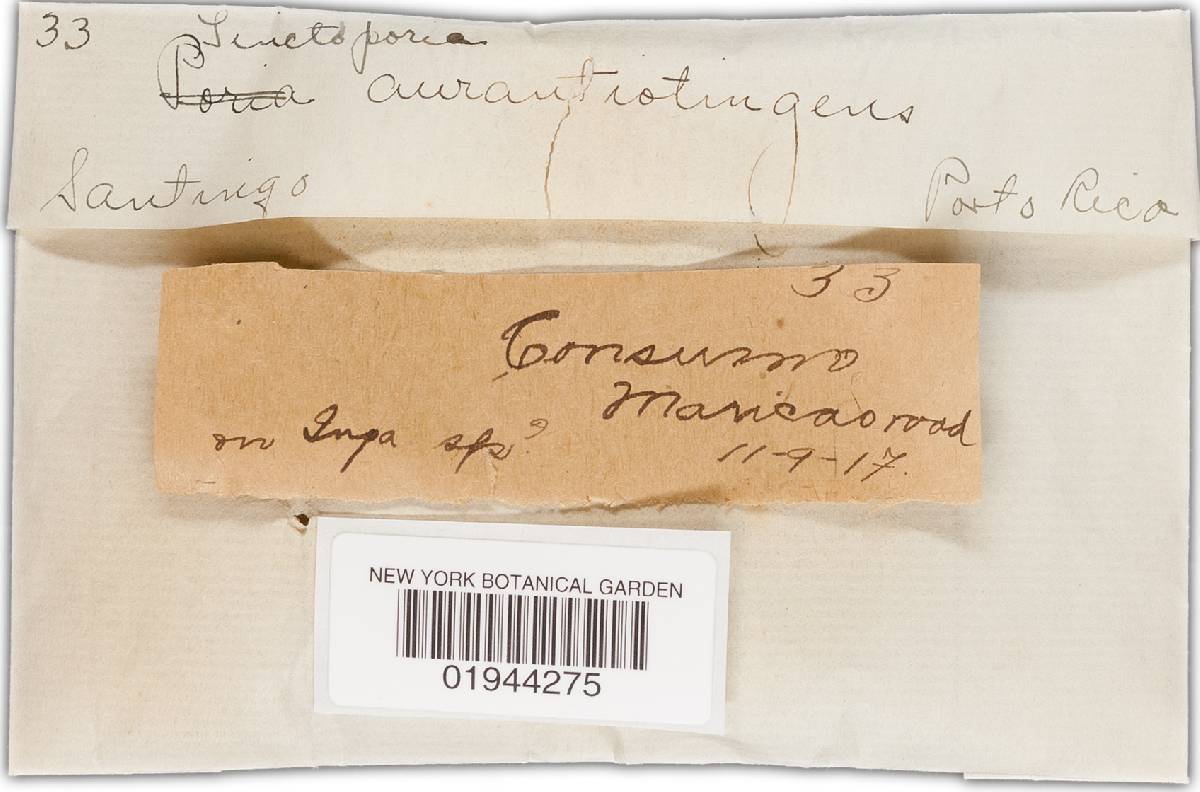 33 Tinctoporia
Poria aurantiotingens
Santingo Porto Rico
33
Consumo
Maricao road
on Inga sps?
11-9-17.
NEW YORK BOTANICAL GARDEN
01944275